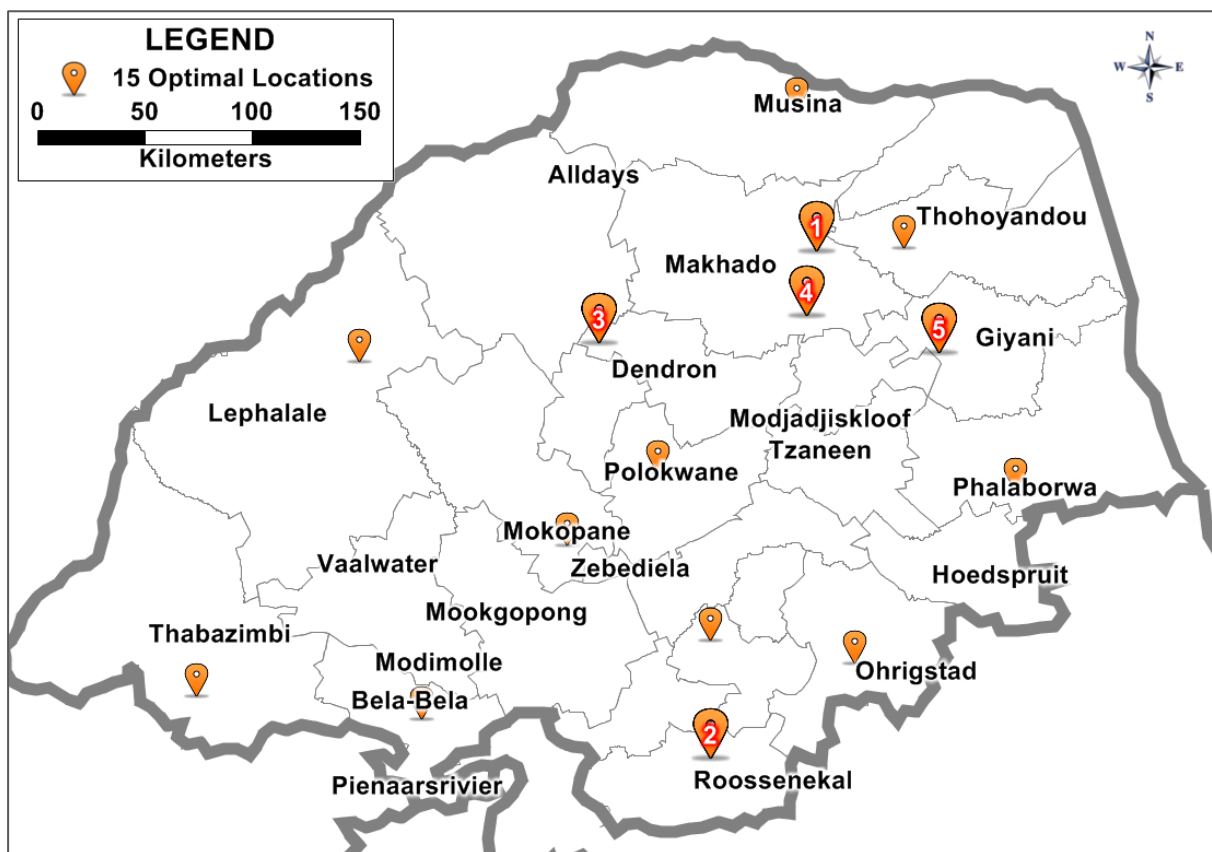 LEGEND
15 Optimal Locations
0 50 100 150
Kilometers
N
W E
S
Musina
Alldays
Thohoyandou
1
Makhado
4
3
5
Giyani
Dendron
Lephalale
Modjadjiskloof
Tzaneen
Polokwane
Phalaborwa
Mokopane
Vaalwater
Zebediela
Hoedspruit
Mookgopong
Thabazimbi
Modimolle
Ohrigstad
Bela-Bela
2
Roossenekal
Pienaarsrivier